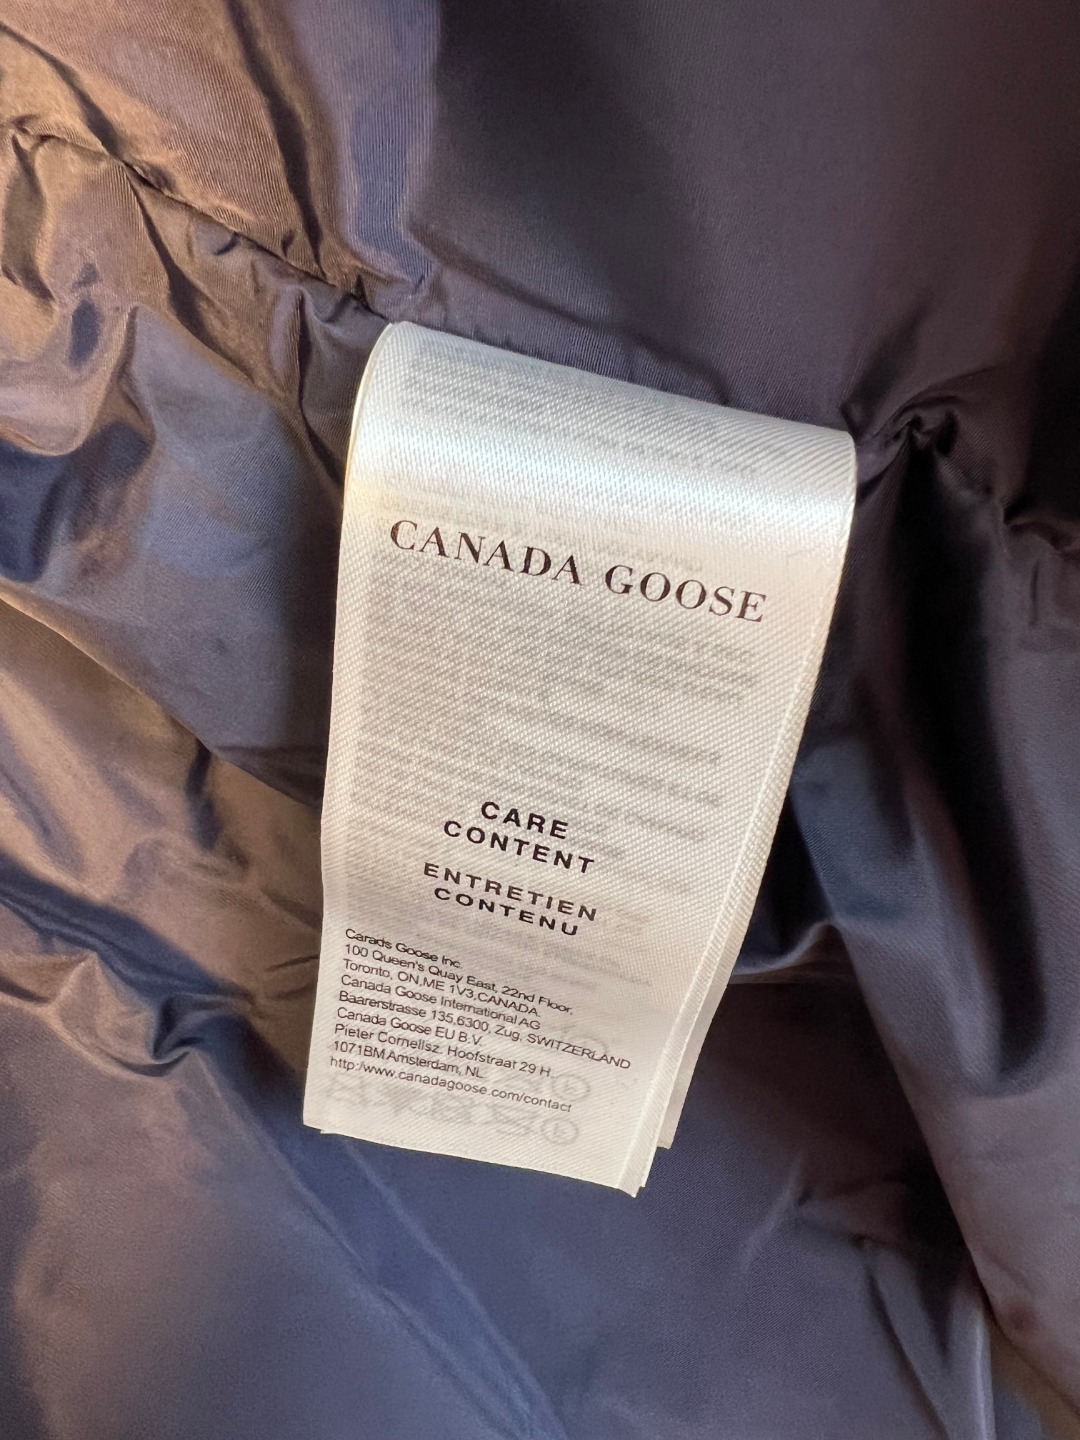 CANADA GOOSE
CARE
CONTENT
ENTRETIEN
CONTENU
Carads Goose Inc.
100 Queen's Quay East, 22nd Floor,
Toronto, ON.ME 1V3,CANADA.
Canada Goose International AG
Baarerstrasse 135,6300, Zug, SWITZERLAND
Canada Goose EU B.V.
Pieter Cornelisz. Hoofstraat 29 H
1071BM Amsterdam, NL
http:/www.canadagoose.com/contact